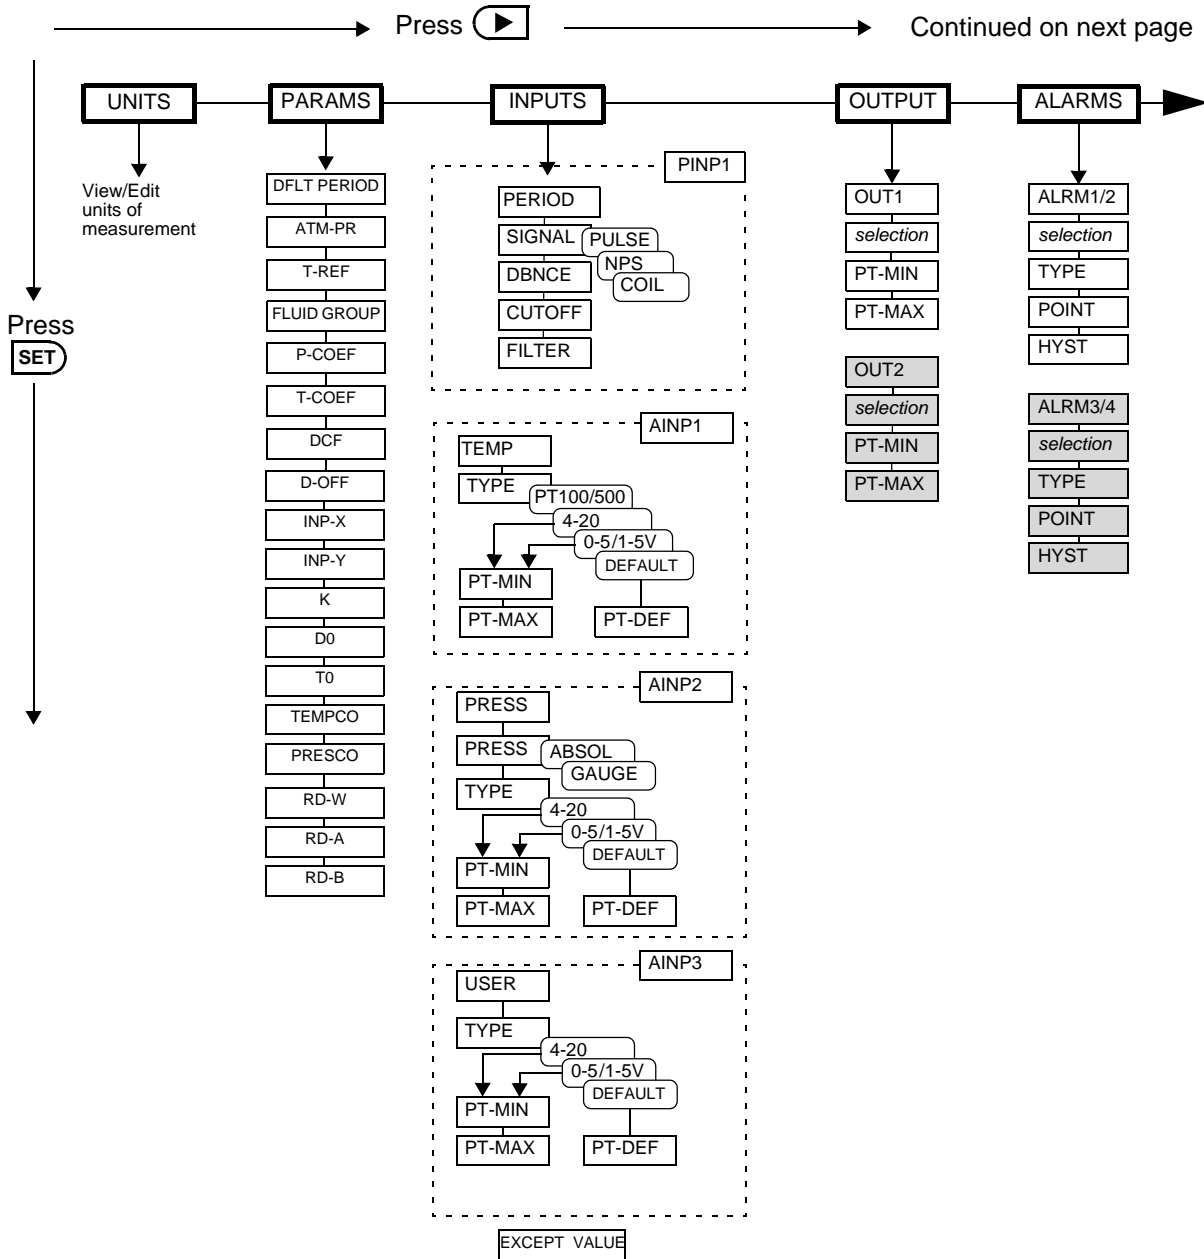 Press
Continued on next page
UNITS
PARAMS
INPUTS
OUTPUT
ALARMS
View/Edit
units of
measurement
Press
SET
DFLT PERIOD
ATM-PR
T-REF
FLUID GROUP
P-COEF
T-COEF
DCF
D-OFF
INP-X
INP-Y
K
D0
T0
TEMPCO
PRESCO
RD-W
RD-A
RD-B
PINP1
PERIOD
SIGNAL
PULSE
NPS
COIL
DBNCE
CUTOFF
FILTER
AINP1
TEMP
TYPE
PT100/500
4-20
0-5/1-5V
DEFAULT
PT-MIN
PT-MAX
PT-DEF
AINP2
PRESS
PRESS
ABSOL
GAUGE
TYPE
4-20
0-5/1-5V
DEFAULT
PT-MIN
PT-MAX
PT-DEF
AINP3
USER
TYPE
4-20
0-5/1-5V
DEFAULT
PT-MIN
PT-MAX
PT-DEF
EXCEPT VALUE
OUT1
selection
PT-MIN
PT-MAX
OUT2
selection
PT-MIN
PT-MAX
ALRM1/2
selection
TYPE
POINT
HYST
ALRM3/4
selection
TYPE
POINT
HYST